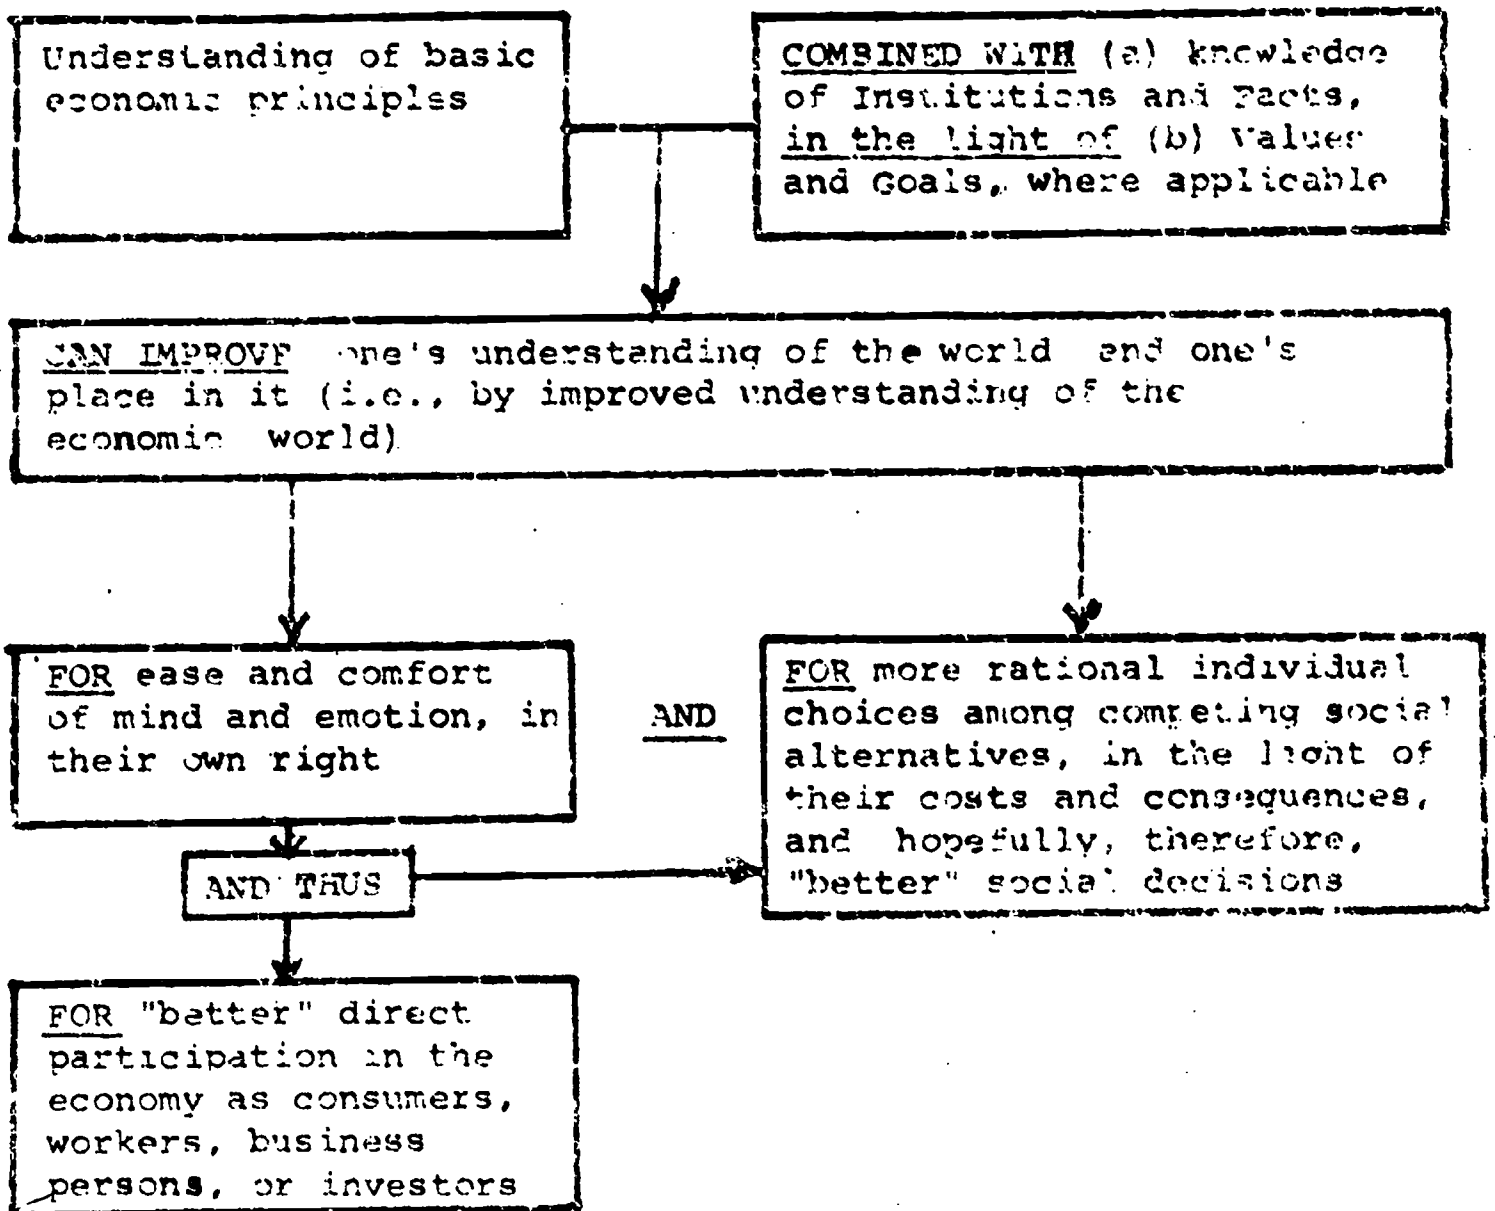 Understanding of basic
economic principles
COMBINED WITH (a) knowledge
of Institutions and Facts,
in the light of (b) Values
and Goals, where applicable
CAN IMPROVE one's understanding of the world and one's
place in it (i.e., by improved understanding of the
economic world)
FOR ease and comfort
of mind and emotion, in
their own right
AND
FOR more rational individual
choices among competing social
alternatives, in the light of
their costs and consequences,
and hopefully, therefore,
"better" social decisions
AND THUS
FOR "better" direct
participation in the
economy as consumers,
workers, business
persons, or investors